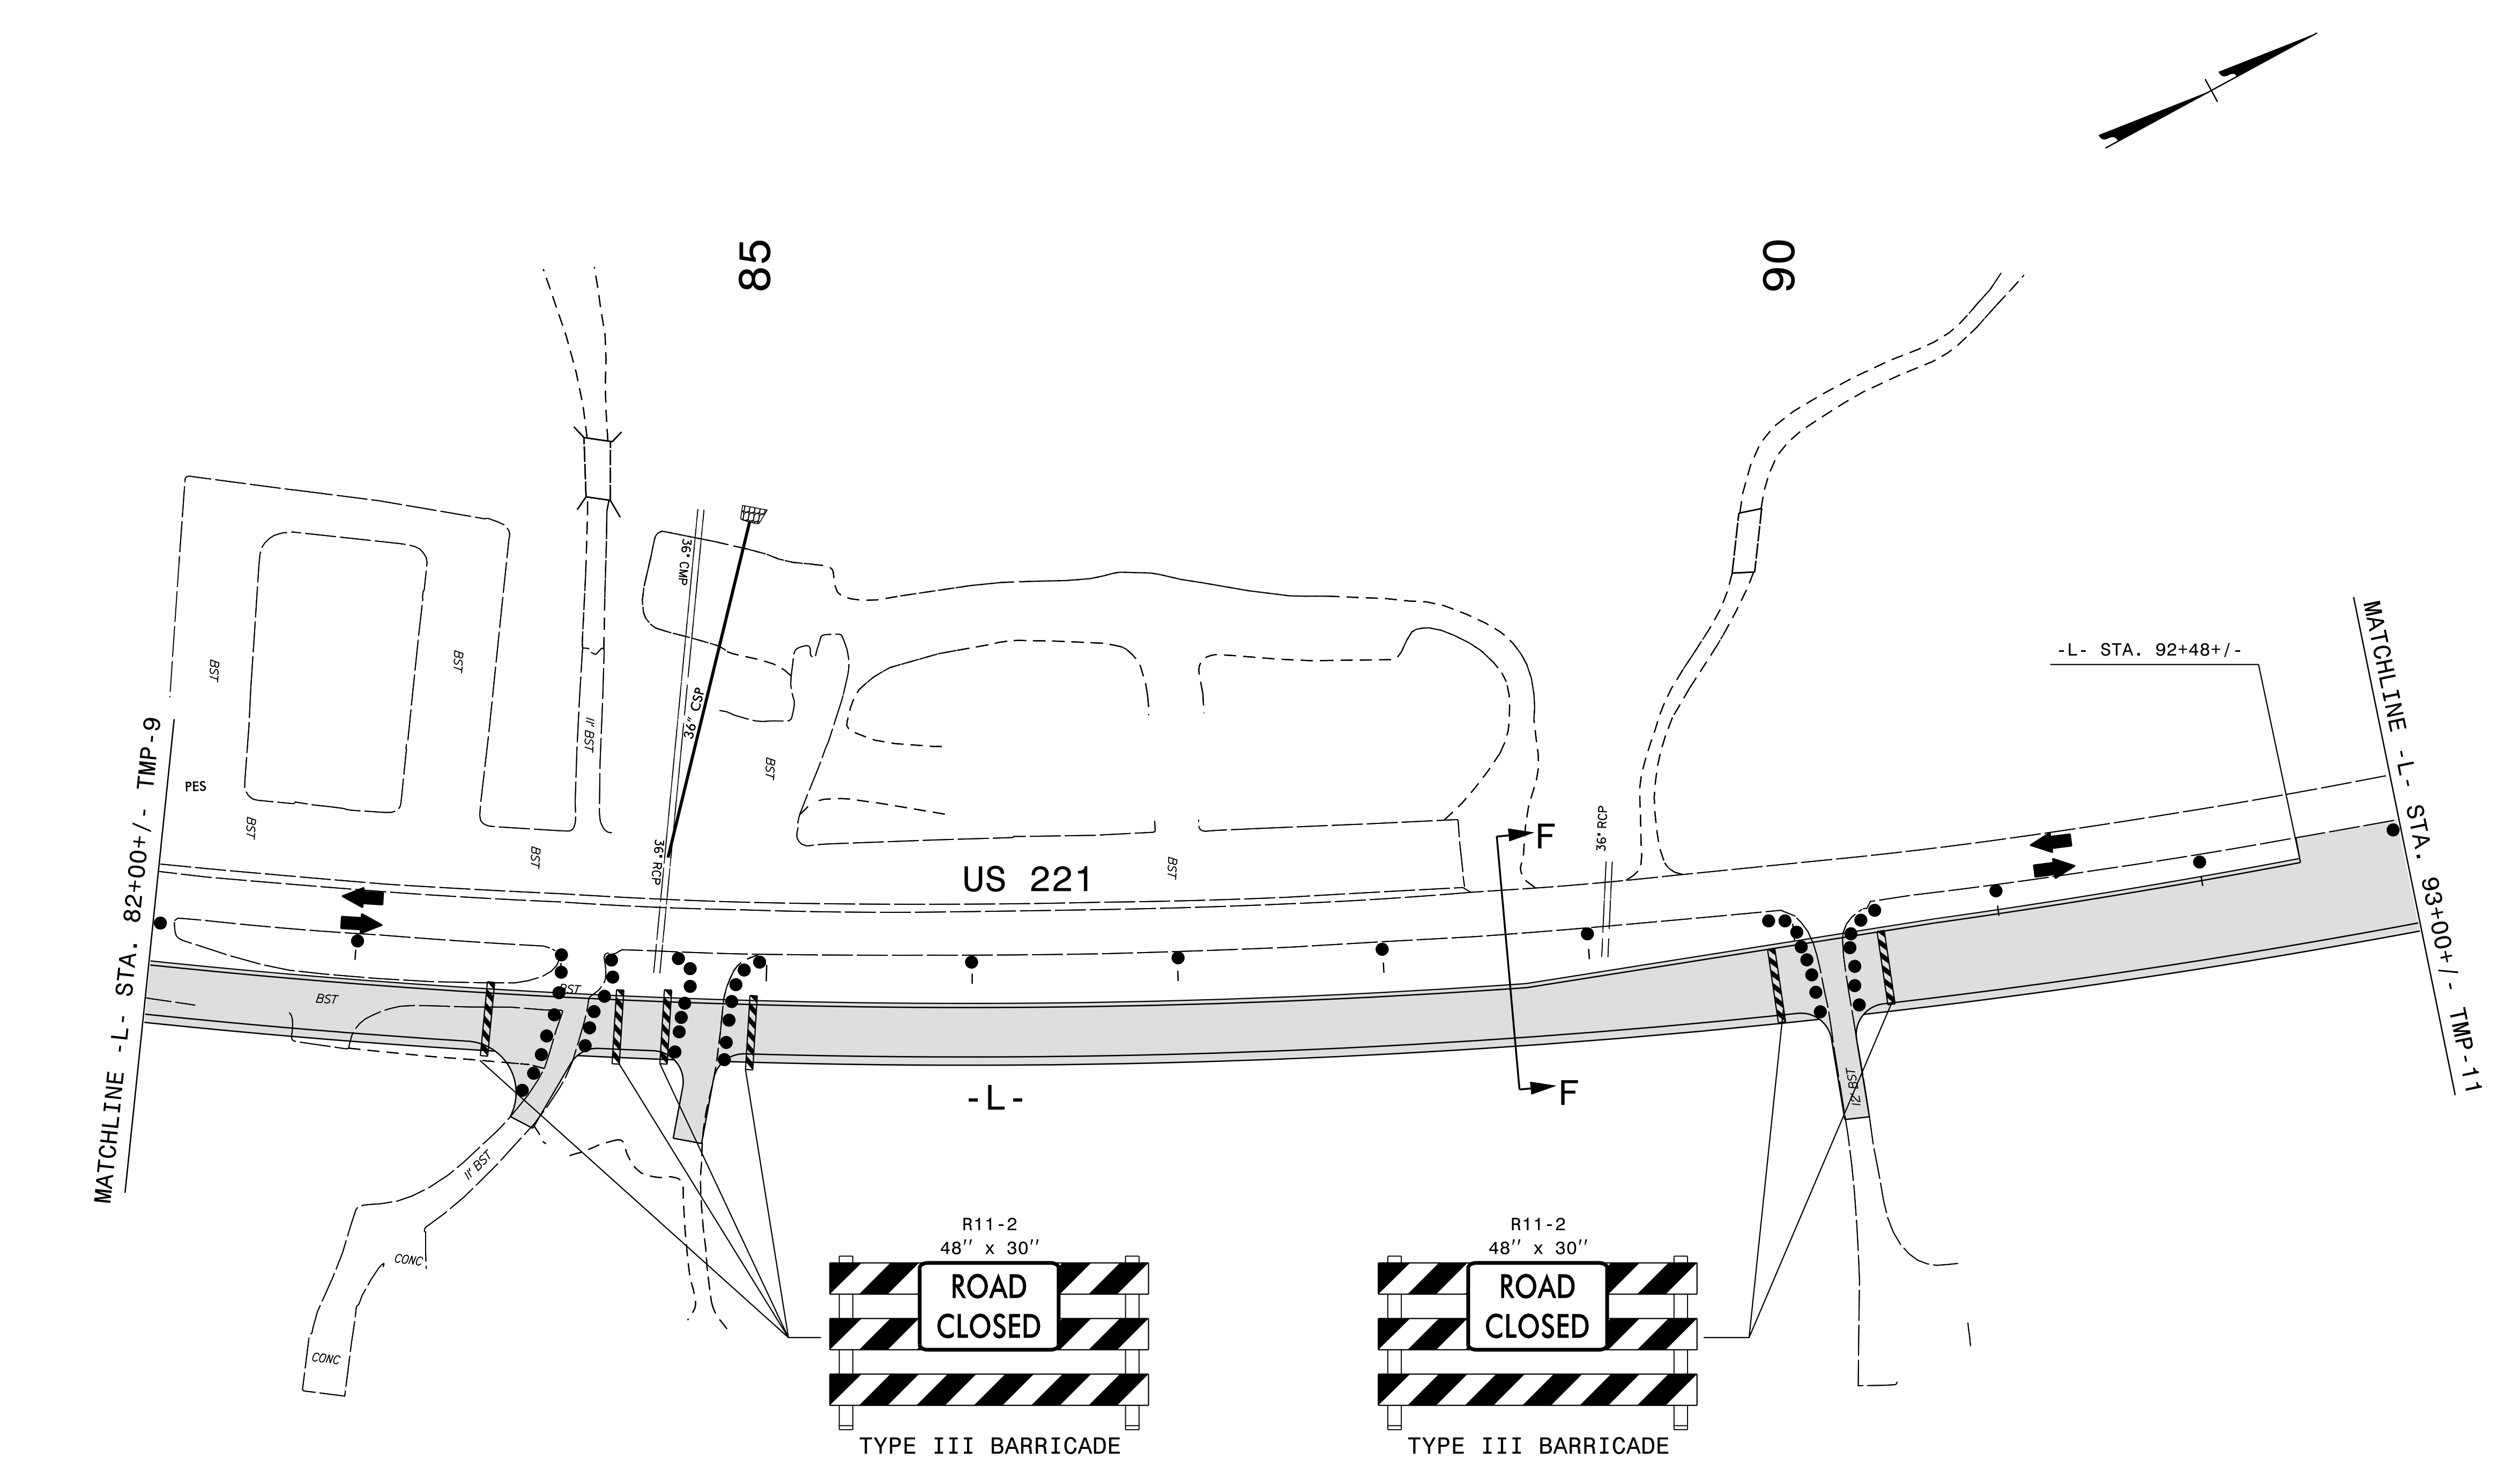 85
90
36" CMP
-L- STA. 92+48+/-
MATCHLINE -L- STA. 93+00+/- TMP-11
BST
BST
11' BST
36" CSP
BST
MATCHLINE -L- STA. 82+00+/- TMP-9
PES
BST
BST
36" RCP
36" RCP
F
US 221
BST
BST
BST
-L-
F
12' BST
11' BST
CONC
CONC
R11-2
48" x 30"
ROAD
CLOSED
TYPE III BARRICADE
R11-2
48" x 30"
ROAD
CLOSED
TYPE III BARRICADE